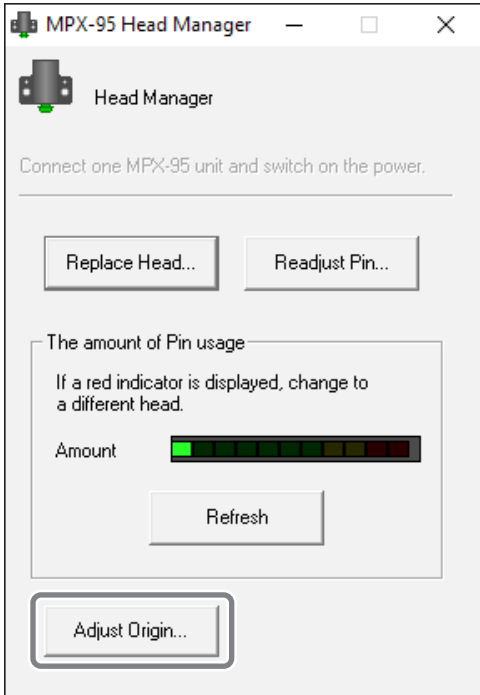 MPX-95 Head Manager
Head Manager
Connect one MPX-95 unit and switch on the power.
Replace Head... Readjust Pin...
The amount of Pin usage
If a red indicator is displayed, change to
a different head.
Amount
Refresh
Adjust Origin...